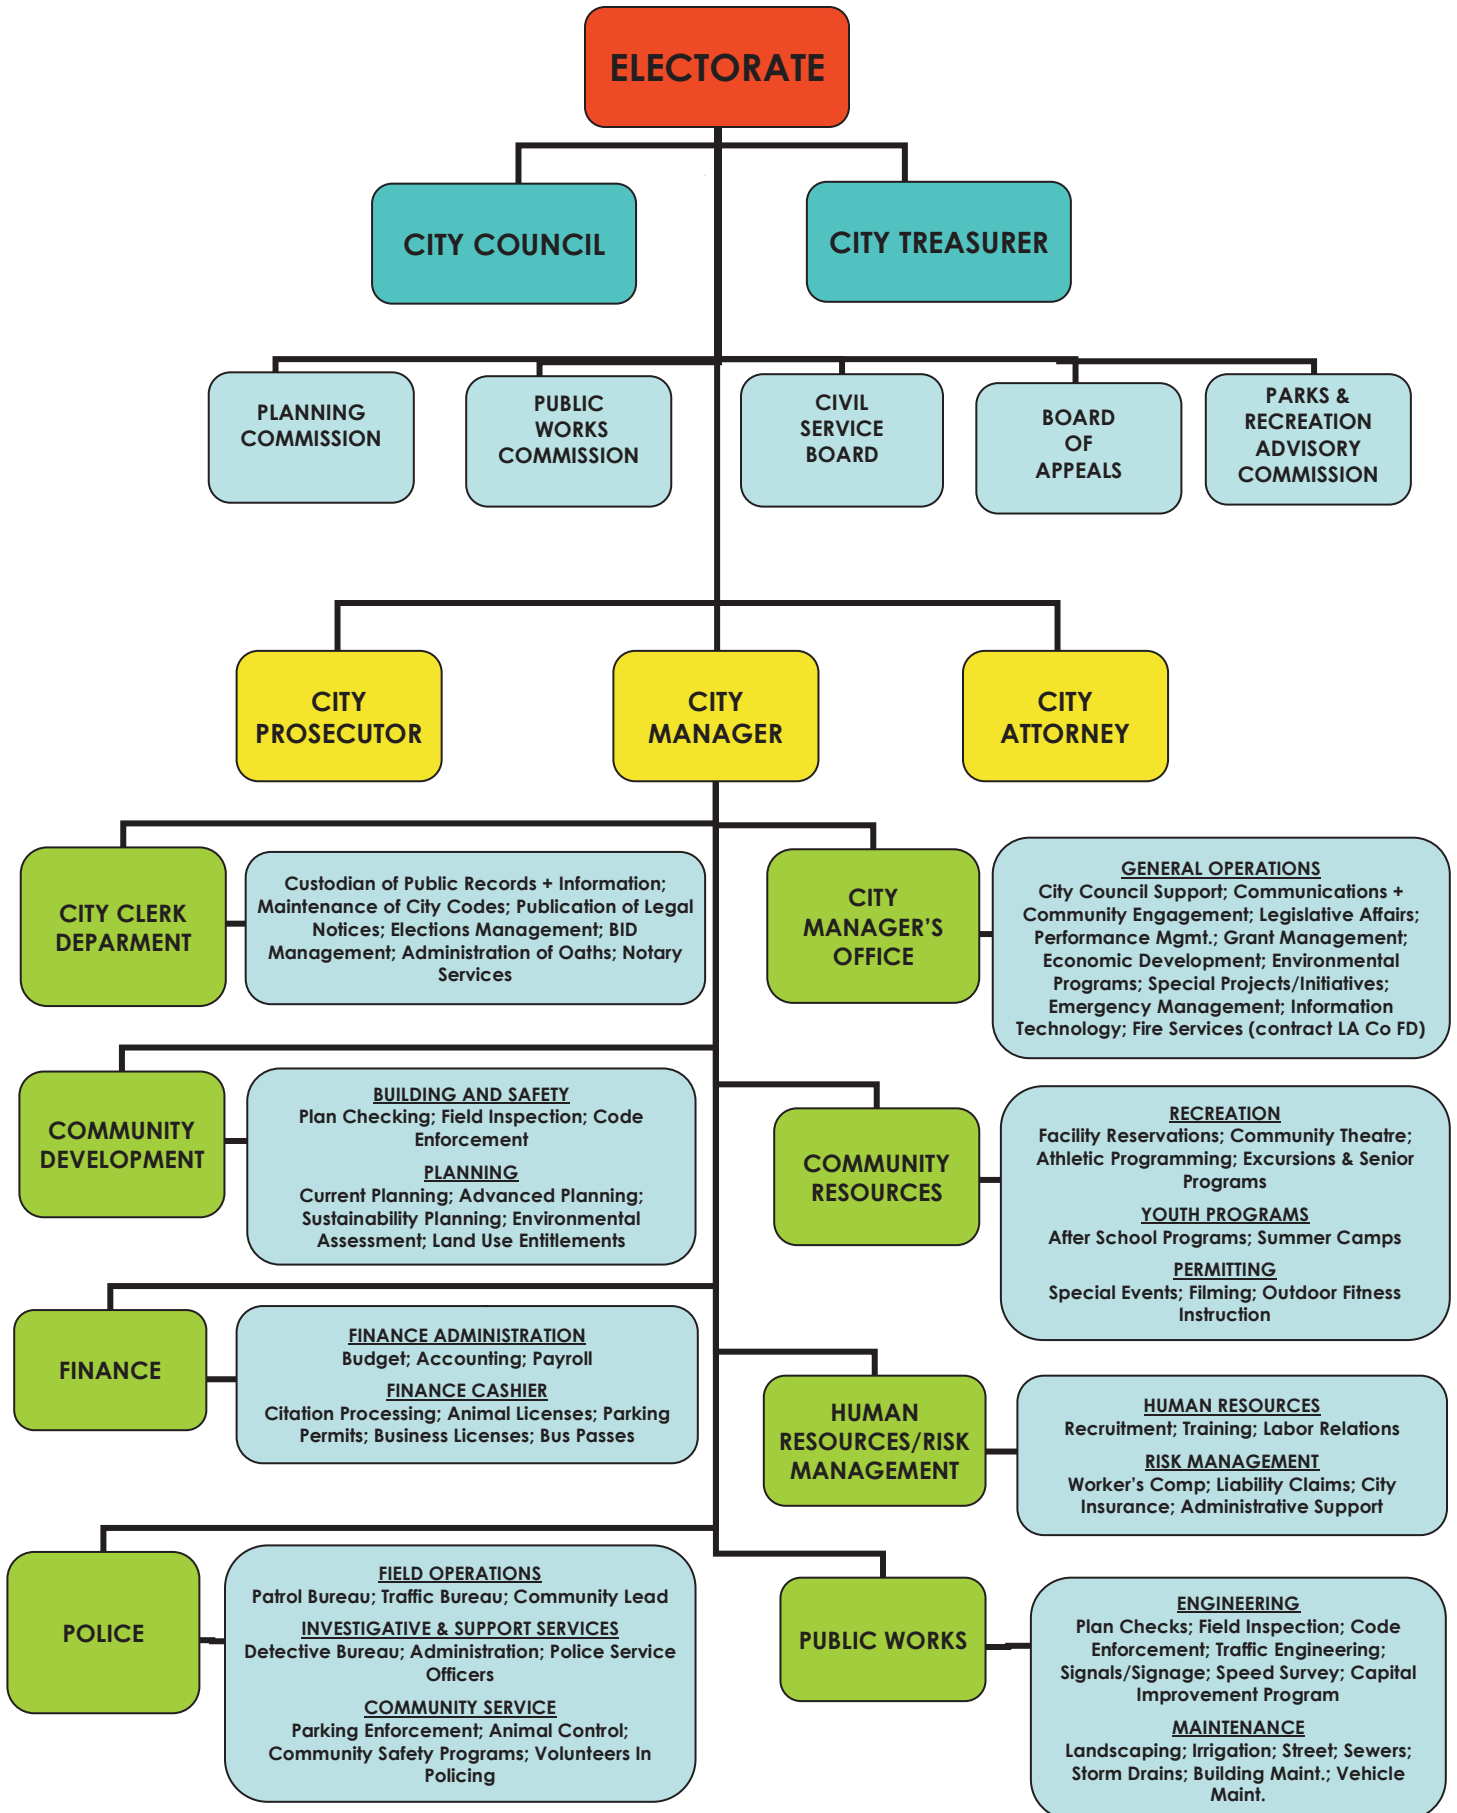 ELECTORATE
CITY COUNCIL
CITY TREASURER
PLANNING
COMMISSION
PUBLIC
WORKS
COMMISSION
CIVIL
SERVICE
BOARD
BOARD
OF
APPEALS
PARKS &
RECREATION
ADVISORY
COMMISSION
CITY
PROSECUTOR
CITY
MANAGER
CITY
ATTORNEY
CITY CLERK
DEPARMENT
Custodian of Public Records + Information;
Maintenance of City Codes; Publication of Legal
Notices; Elections Management; BID
Management; Administration of Oaths; Notary
Services
CITY
MANAGER'S
OFFICE
GENERAL OPERATIONS
City Council Support; Communications +
Community Engagement; Legislative Affairs;
Performance Mgmt.; Grant Management;
Economic Development; Environmental
Programs; Special Projects/Initiatives;
Emergency Management; Information
Technology; Fire Services (contract LA Co FD)
COMMUNITY
DEVELOPMENT
BUILDING AND SAFETY
Plan Checking; Field Inspection; Code
Enforcement
PLANNING
Current Planning; Advanced Planning;
Sustainability Planning; Environmental
Assessment; Land Use Entitlements
COMMUNITY
RESOURCES
RECREATION
Facility Reservations; Community Theatre;
Athletic Programming; Excursions & Senior
Programs
YOUTH PROGRAMS
After School Programs; Summer Camps
PERMITTING
Special Events; Filming; Outdoor Fitness
Instruction
FINANCE
FINANCE ADMINISTRATION
Budget; Accounting; Payroll
FINANCE CASHIER
Citation Processing; Animal Licenses; Parking
Permits; Business Licenses; Bus Passes
HUMAN
RESOURCES/RISK
MANAGEMENT
HUMAN RESOURCES
Recruitment; Training; Labor Relations
RISK MANAGEMENT
Worker's Comp; Liability Claims; City
Insurance; Administrative Support
POLICE
FIELD OPERATIONS
Patrol Bureau; Traffic Bureau; Community Lead
INVESTIGATIVE & SUPPORT SERVICES
Detective Bureau; Administration; Police Service
Officers
COMMUNITY SERVICE
Parking Enforcement; Animal Control;
Community Safety Programs; Volunteers In
Policing
PUBLIC WORKS
ENGINEERING
Plan Checks; Field Inspection; Code
Enforcement; Traffic Engineering;
Signals/Signage; Speed Survey; Capital
Improvement Program
MAINTENANCE
Landscaping; Irrigation; Street; Sewers;
Storm Drains; Building Maint.; Vehicle
Maint.